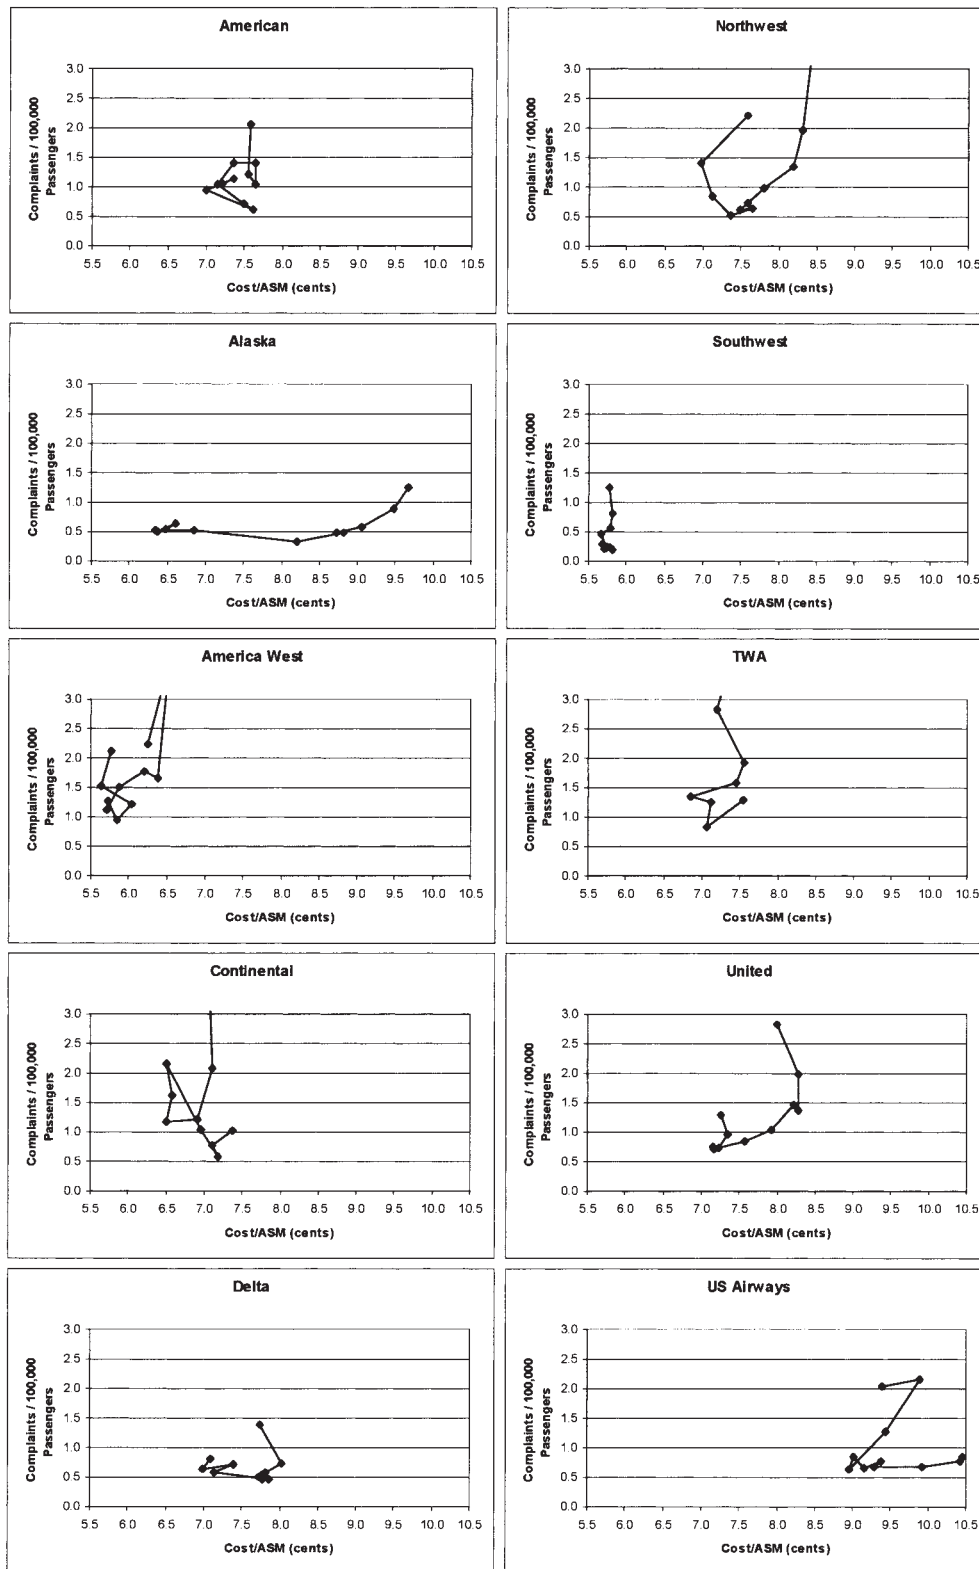 American
Complaints / 100,000
Passengers
3.0
2.5
2.0
1.5
1.0
0.5
0.0
5.5 6.0 6.5 7.0 7.5 8.0 8.5 9.0 9.5 10.0 10.5
Cost/ASM (cents)
Northwest
Complaints / 100,000
Passengers
3.0
2.5
2.0
1.5
1.0
0.5
0.0
5.5 6.0 6.5 7.0 7.5 8.0 8.5 9.0 9.5 10.0 10.5
Cost/ASM (cents)
Alaska
Complaints / 100,000
Passengers
3.0
2.5
2.0
1.5
1.0
0.5
0.0
5.5 6.0 6.5 7.0 7.5 8.0 8.5 9.0 9.5 10.0 10.5
Cost/ASM (cents)
Southwest
Complaints / 100,000
Passengers
3.0
2.5
2.0
1.5
1.0
0.5
0.0
5.5 6.0 6.5 7.0 7.5 8.0 8.5 9.0 9.5 10.0 10.5
Cost/ASM (cents)
America West
Complaints / 100,000
Passengers
3.0
2.5
2.0
1.5
1.0
0.5
0.0
5.5 6.0 6.5 7.0 7.5 8.0 8.5 9.0 9.5 10.0 10.5
Cost/ASM (cents)
TWA
Complaints / 100,000
Passengers
3.0
2.5
2.0
1.5
1.0
0.5
0.0
5.5 6.0 6.5 7.0 7.5 8.0 8.5 9.0 9.5 10.0 10.5
Cost/ASM (cents)
Continental
Complaints / 100,000
Passengers
3.0
2.5
2.0
1.5
1.0
0.5
0.0
5.5 6.0 6.5 7.0 7.5 8.0 8.5 9.0 9.5 10.0 10.5
Cost/ASM (cents)
United
Complaints / 100,000
Passengers
3.0
2.5
2.0
1.5
1.0
0.5
0.0
5.5 6.0 6.5 7.0 7.5 8.0 8.5 9.0 9.5 10.0 10.5
Cost/ASM (cents)
Delta
Complaints / 100,000
Passengers
3.0
2.5
2.0
1.5
1.0
0.5
0.0
5.5 6.0 6.5 7.0 7.5 8.0 8.5 9.0 9.5 10.0 10.5
Cost/ASM (cents)
US Airways
Complaints / 100,000
Passengers
3.0
2.5
2.0
1.5
1.0
0.5
0.0
5.5 6.0 6.5 7.0 7.5 8.0 8.5 9.0 9.5 10.0 10.5
Cost/ASM (cents)